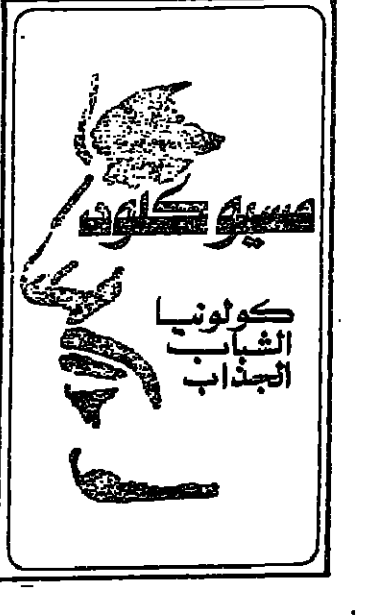 مسيو كلود
كولونيا
الشباب
الجذاب